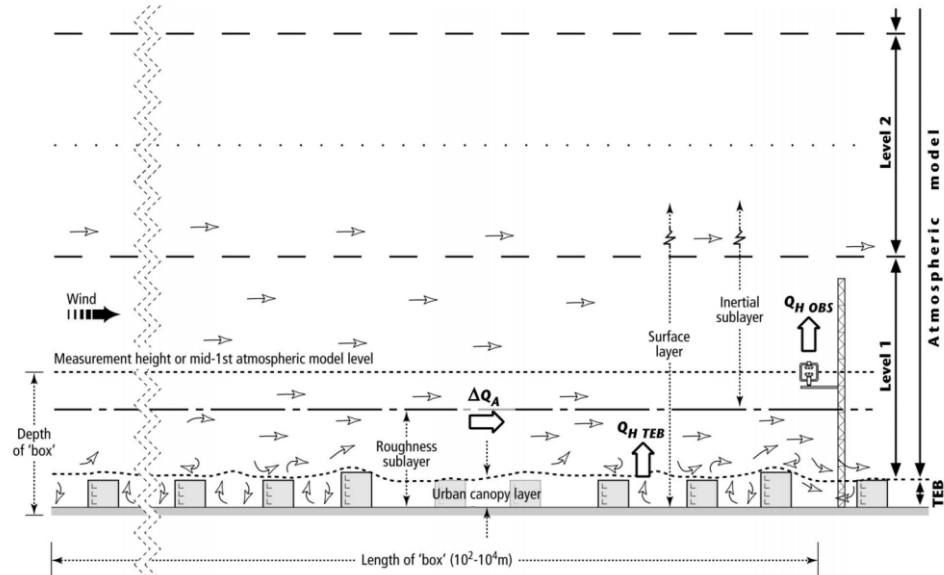 Level 2
Atmospheric model
Wind
Inertial
sublayer
Q_H OBS
Surface
layer
Level 1
Measurement height or mid-1st atmospheric model level
ΔQ_A
Depth
of 'box'
Roughness
sublayer
Q_H TEB
Urban canopy layer
TEB
Length of 'box' (10²-10⁴m)